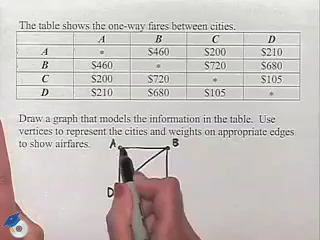 The table shows the one-way fares between cities.
A B C D
A * $460 $200 $210
B $460 * $720 $680
C $200 $720 * $105
D $210 $680 $105 *
Draw a graph that models the information in the table. Use
vertices to represent the cities and weights on appropriate edges
to show airfares.
A B
D